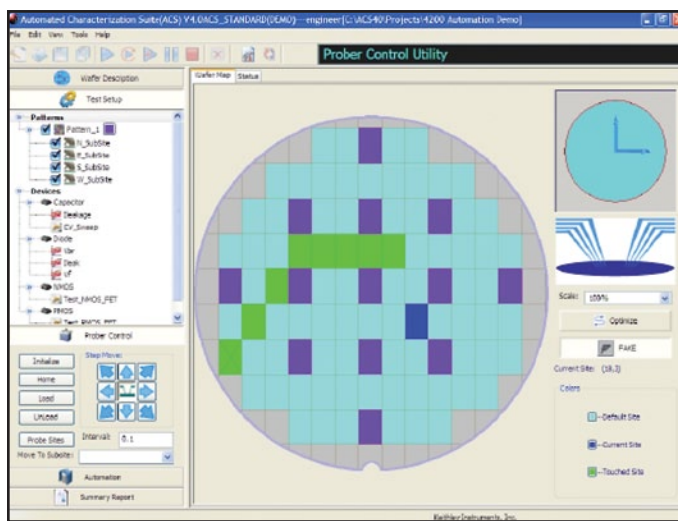 Automated Characterization Suite(ACS) V4.0ACS_STANDARD(DEMO)---engineer[C:\ACS40\Projects\4200 Automation Demo]
File Edit View Tools Help
Prober Control Utility
Wafer Description
Test Setup
Patterns
Pattern_1
N_SubSite
E_SubSite
S_SubSite
W_SubSite
Devices
Capacitor
CV_Sweep
Diode
Vbr
Vf
NMOS
Test_NMOS_FET
PMOS
Test_PMOS_FET
Prober Control
Initialize
Home
Load
UnLoad
Probe Sites
Step Move:
Interval: 0.1
Move To Subsite:
Automation
Summary Report
Wafer Map Status
Scale: 100%
Optimize
FAKE
Current Site:
Colors
--Default Site
--Current Site
--Touched Site
Keithley Instruments, Inc.